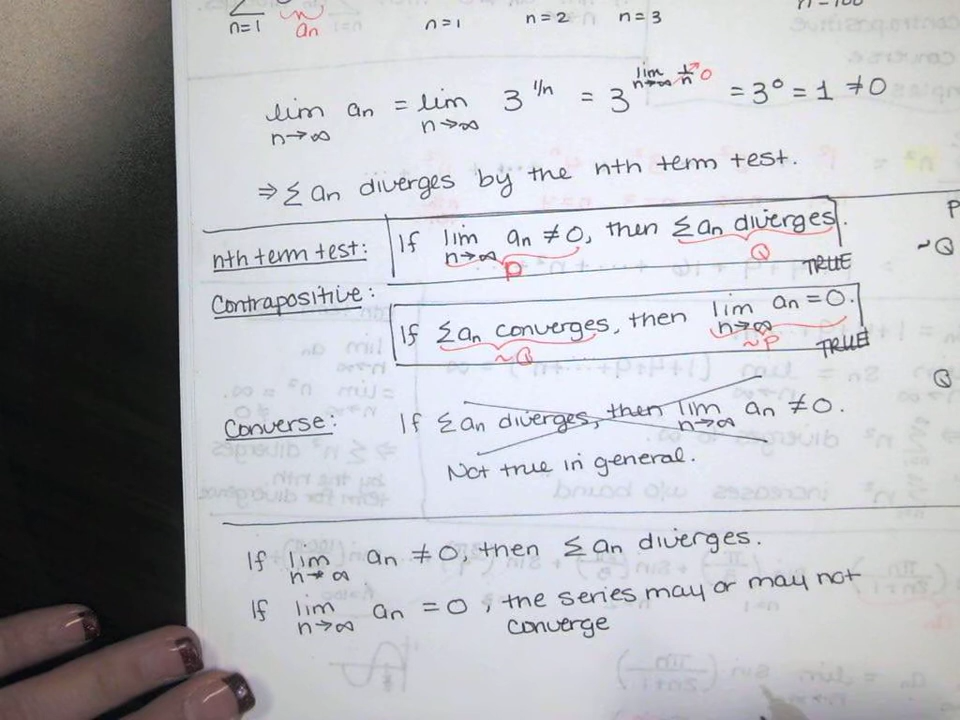 ∑ n=1 an n=1 n=2 n=3 n=100
lim n→∞ an = lim n→∞ 3^1/n = 3^lim n→∞ 1/n → 0 = 3^0 = 1 ≠ 0
⇒ ∑ an diverges by the nth term test.
nth term test: If lim n→∞ an ≠ 0, then ∑ an diverges.
P Q TRUE
P
~Q
Contrapositive:
If ∑ an converges, then lim n→∞ an = 0.
~Q ~P TRUE
Q
Converse: If ∑ an diverges, then lim n→∞ an ≠ 0.
Not true in general.
If lim n→∞ an ≠ 0, then ∑ an diverges.
If lim n→∞ an = 0, the series may or may not
converge